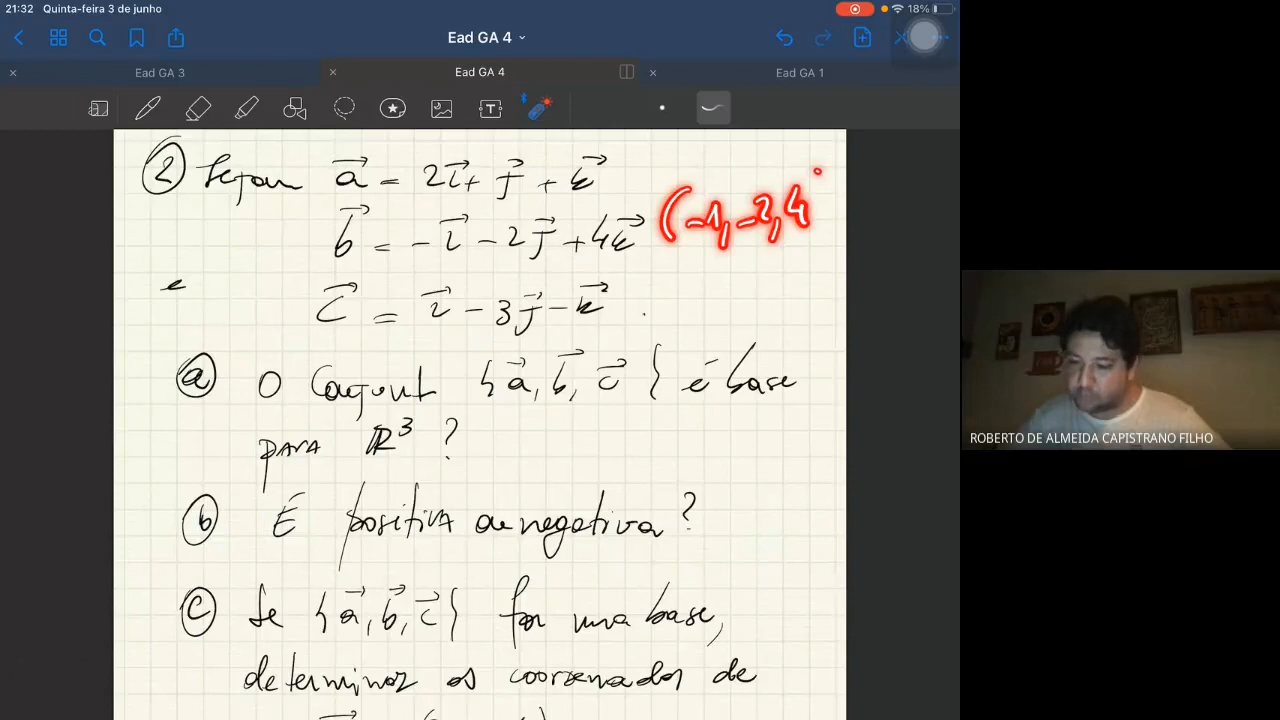 21:32 Quinta-feira 3 de junho 18%
Ead GA 4
Ead GA 3 Ead GA 4 Ead GA 1
② Sejam a⃗ = 2i⃗ + j⃗ + k⃗
b⃗ = -i⃗ - 2j⃗ + 4k⃗ (-1, -2, 4
e
c⃗ = i⃗ - 3j⃗ - k⃗.
ⓐ O conjunt {a⃗, b⃗, c⃗} é base
para ℝ³?
ⓑ É positiva ou negativa?
ⓒ Se {a⃗, b⃗, c⃗} for uma base,
determinar as coordenadas de
ROBERTO DE ALMEIDA CAPISTRANO FILHO